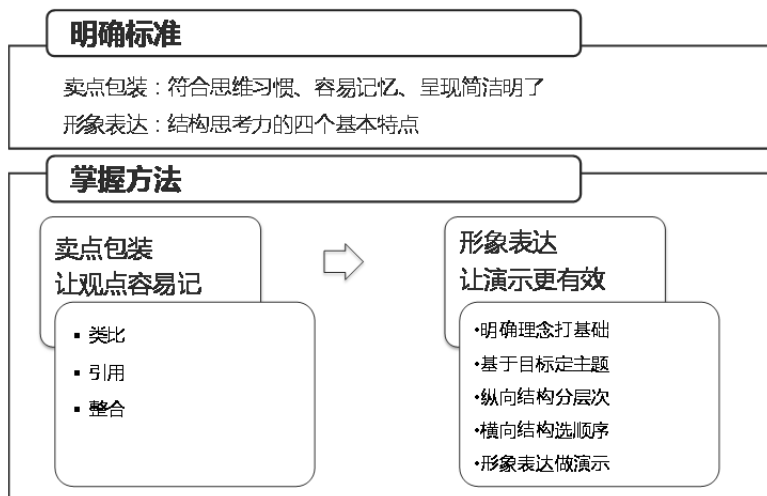 明确标准
卖点包装：符合思维习惯、容易记忆、呈现简洁明了
形象表达：结构思考力的四个基本特点
掌握方法
卖点包装
让观点容易记
▪ 类比
▪ 引用
▪ 整合
形象表达
让演示更有效
•明确理念打基础
•基于目标定主题
•纵向结构分层次
•横向结构选顺序
•形象表达做演示